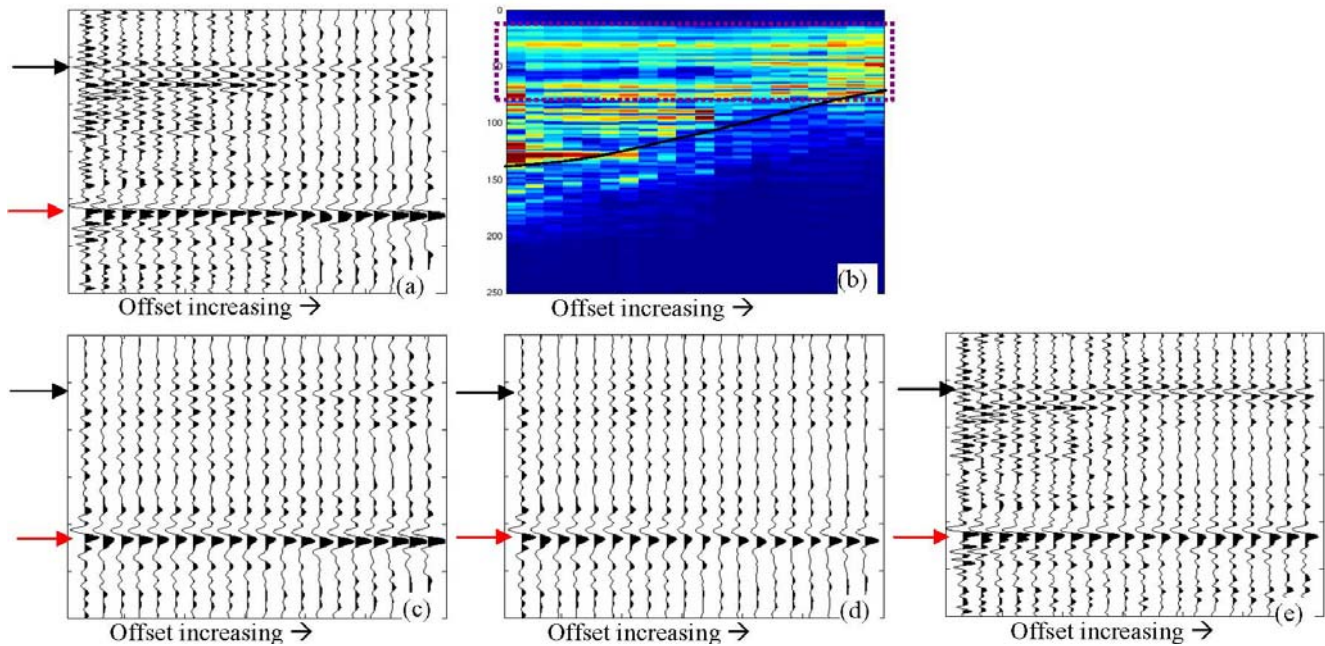 (a)
Offset increasing →
0
50
100
150
200
250
(b)
Offset increasing →
(c)
Offset increasing →
(d)
Offset increasing →
(e)
Offset increasing →